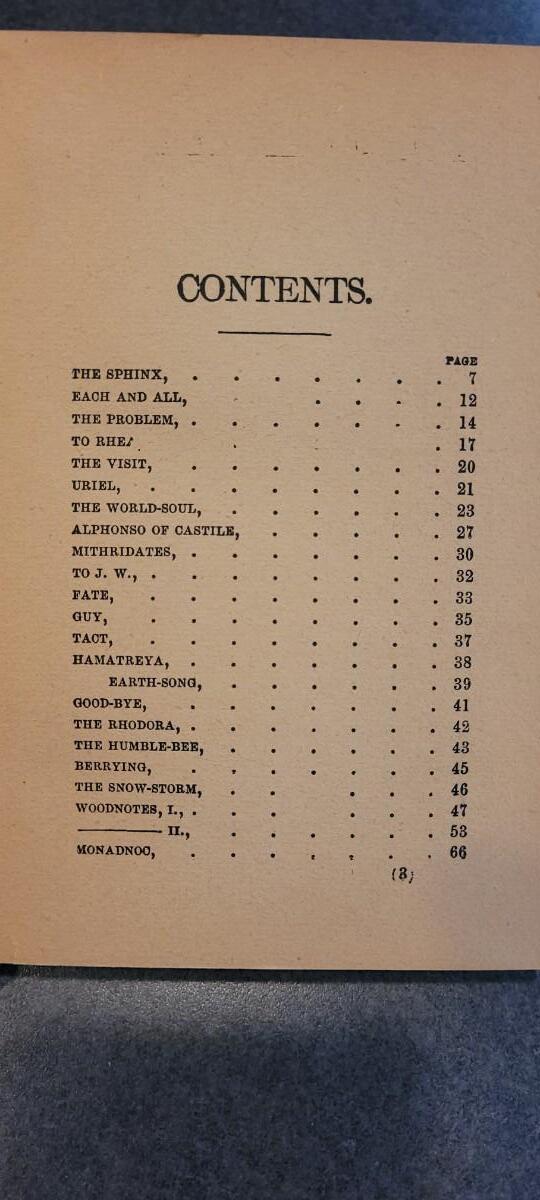 CONTENTS.
PAGE
THE SPHINX, . . . . . . . 7
EACH AND ALL, . . . . . 12
THE PROBLEM, . . . . . . . 14
TO RHE . . 17
THE VISIT, . . . . . . . 20
URIEL, . . . . . . . . 21
THE WORLD-SOUL, . . . . . . 23
ALPHONSO OF CASTILE, . . . . . 27
MITHRIDATES, . . . . . . . 30
TO J. W., . . . . . . . . 32
FATE, . . . . . . . . 33
GUY, . . . . . . . . 35
TACT, . . . . . . . . 37
HAMATREYA, . . . . . . . 38
EARTH-SONG, . . . . . . 39
GOOD-BYE, . . . . . . . 41
THE RHODORA, . . . . . . . 42
THE HUMBLE-BEE, . . . . . . 43
BERRYING, . . . . . . . 45
THE SNOW-STORM, . . . . . 46
WOODNOTES, I., . . . . . 47
——— II., . . . . . . 53
MONADNOC, . . . . . . . 66
(3)